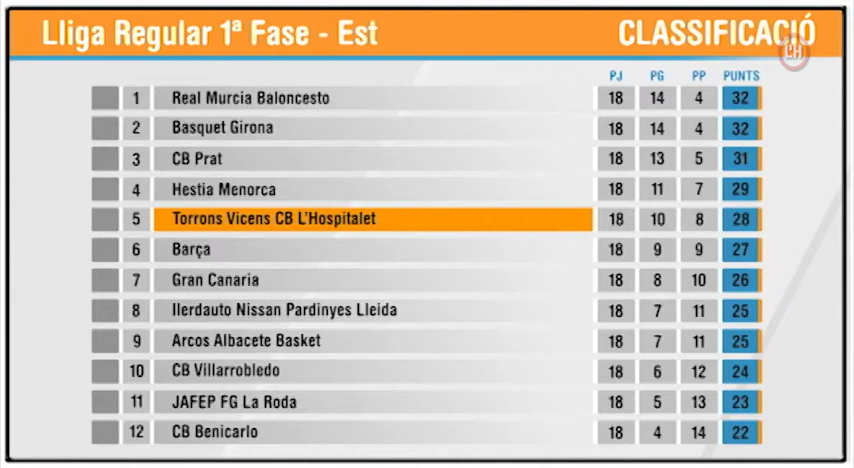 Lliga Regular 1ª Fase - Est CLASSIFICACIÓ
LH
PJ PG PP PUNTS
1 Real Murcia Baloncesto 18 14 4 32
2 Basquet Girona 18 14 4 32
3 CB Prat 18 13 5 31
4 Hestia Menorca 18 11 7 29
5 Torrons Vicens CB L'Hospitalet 18 10 8 28
6 Barça 18 9 9 27
7 Gran Canaria 18 8 10 26
8 Ilerdauto Nissan Pardinyes Lleida 18 7 11 25
9 Arcos Albacete Basket 18 7 11 25
10 CB Villarrobledo 18 6 12 24
11 JAFEP FG La Roda 18 5 13 23
12 CB Benicarlo 18 4 14 22